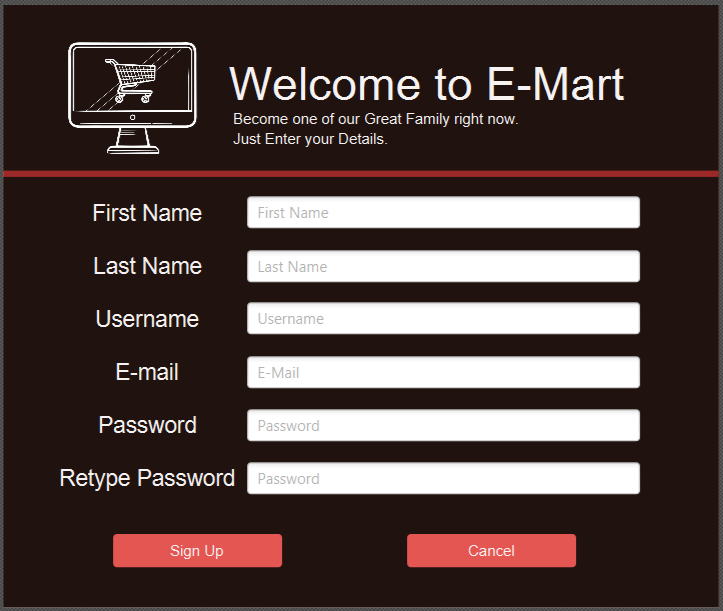 Welcome to E-Mart
Become one of our Great Family right now.
Just Enter your Details.
First Name
First Name
Last Name
Last Name
Username
Username
E-mail
E-Mail
Password
Password
Retype Password
Password
Sign Up
Cancel